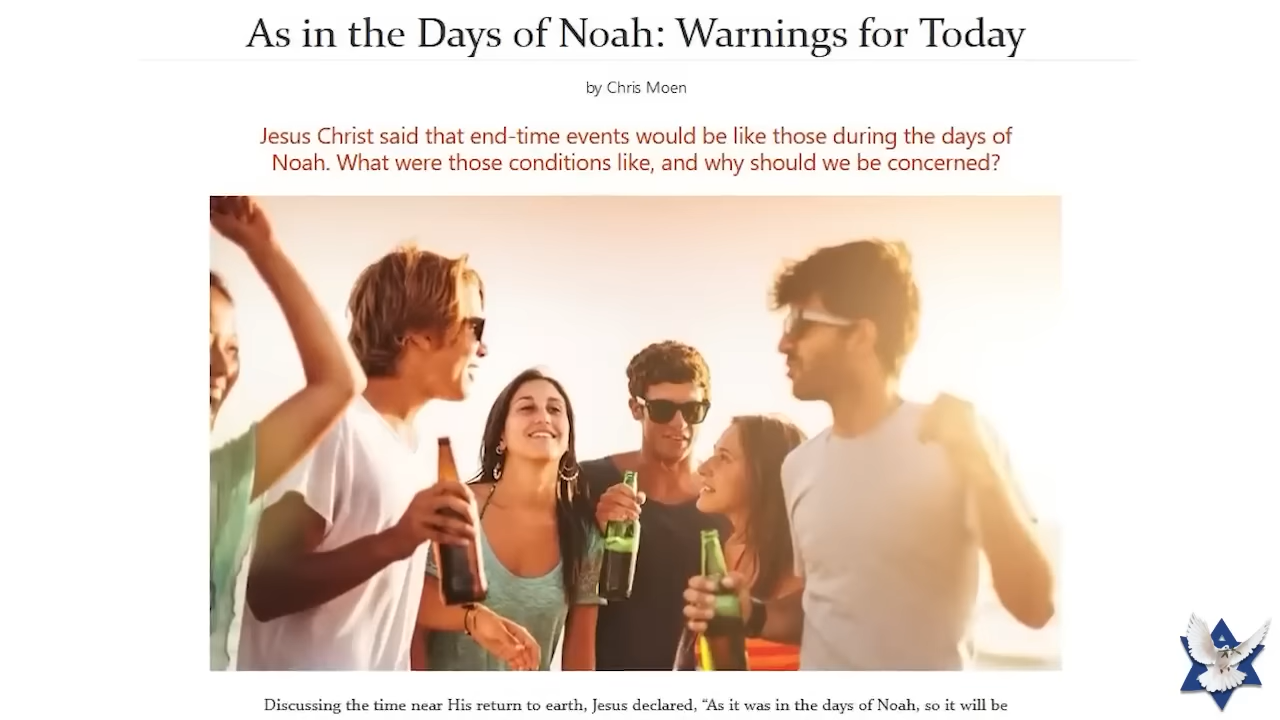 As in the Days of Noah: Warnings for Today
by Chris Moen
Jesus Christ said that end-time events would be like those during the days of
Noah. What were those conditions like, and why should we be concerned?
Discussing the time near His return to earth, Jesus declared, “As it was in the days of Noah, so it will be